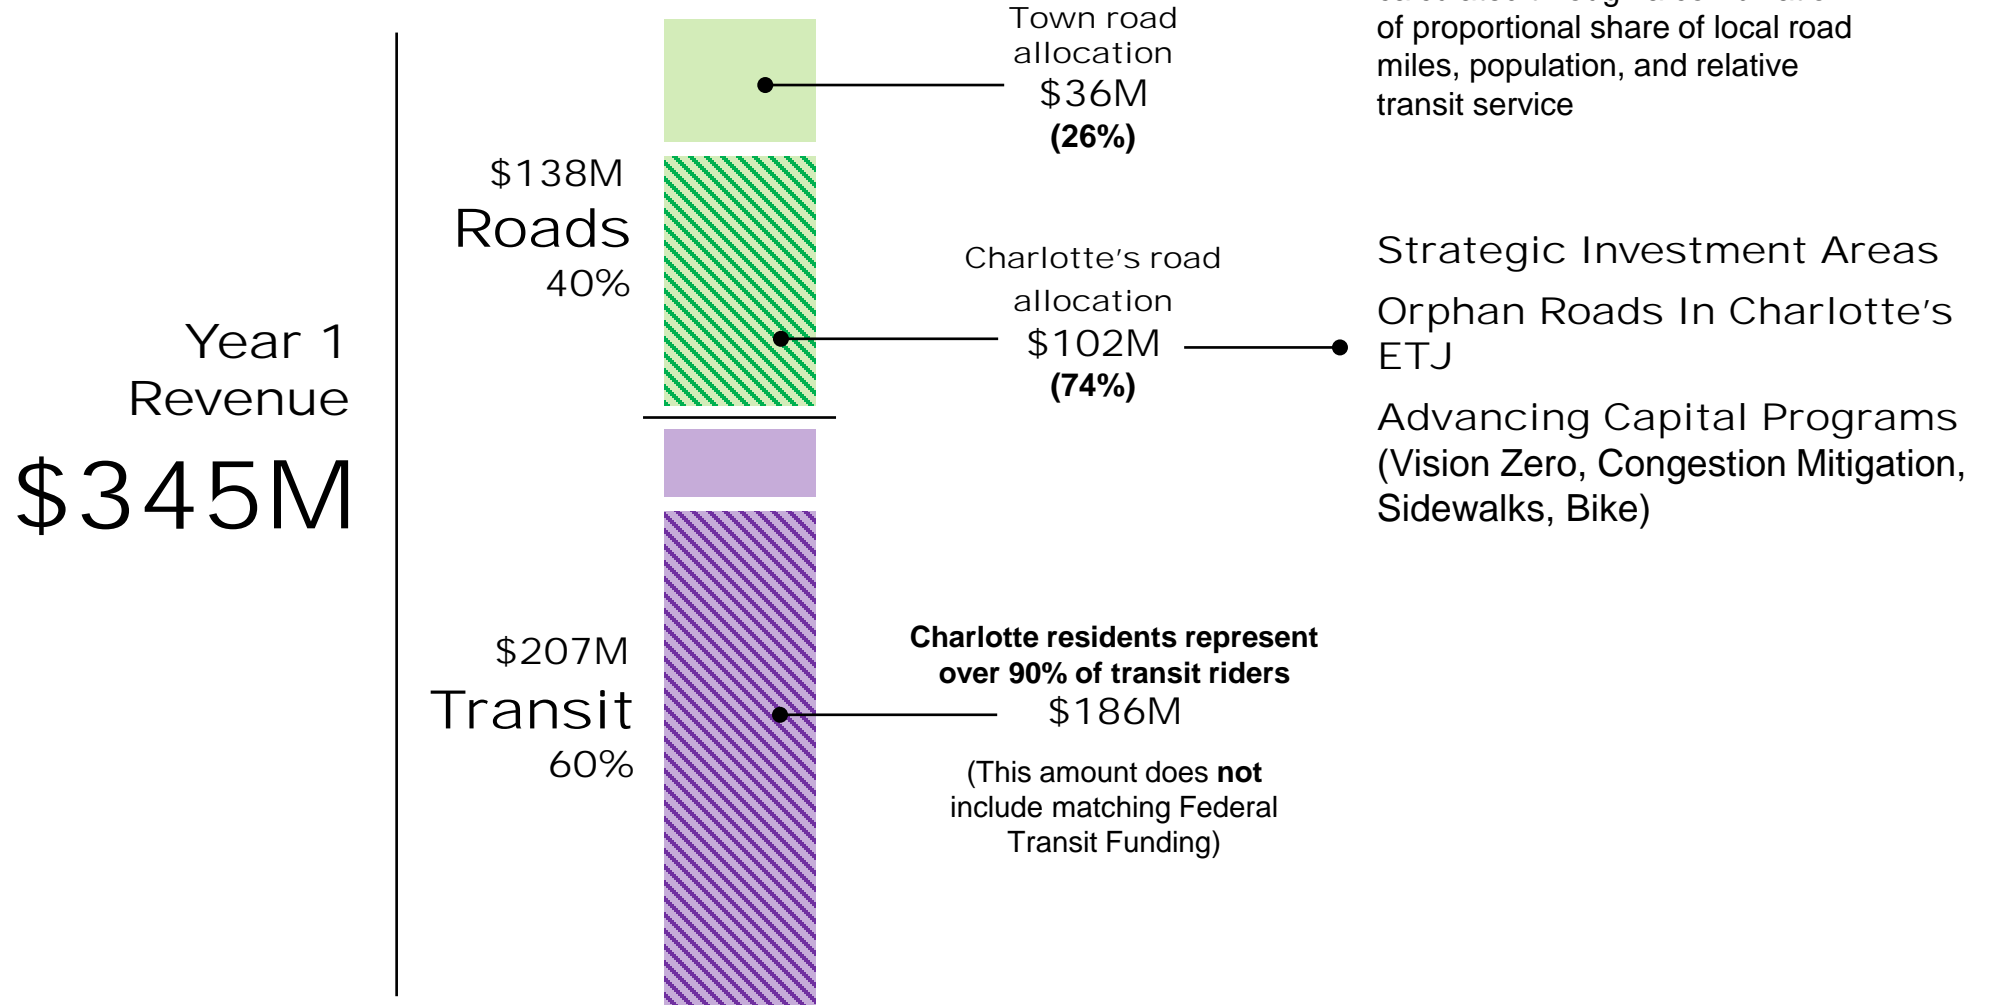 Year 1
Revenue
$345M
$138M
Roads
40%
$207M
Transit
60%
Town road
allocation
$36M
(26%)
Charlotte's road
allocation
$102M
(74%)
Charlotte residents represent
over 90% of transit riders
$186M
(This amount does not
include matching Federal
Transit Funding)
of proportional share of local road
miles, population, and relative
transit service
Strategic Investment Areas
Orphan Roads In Charlotte's
ETJ
Advancing Capital Programs
(Vision Zero, Congestion Mitigation,
Sidewalks, Bike)